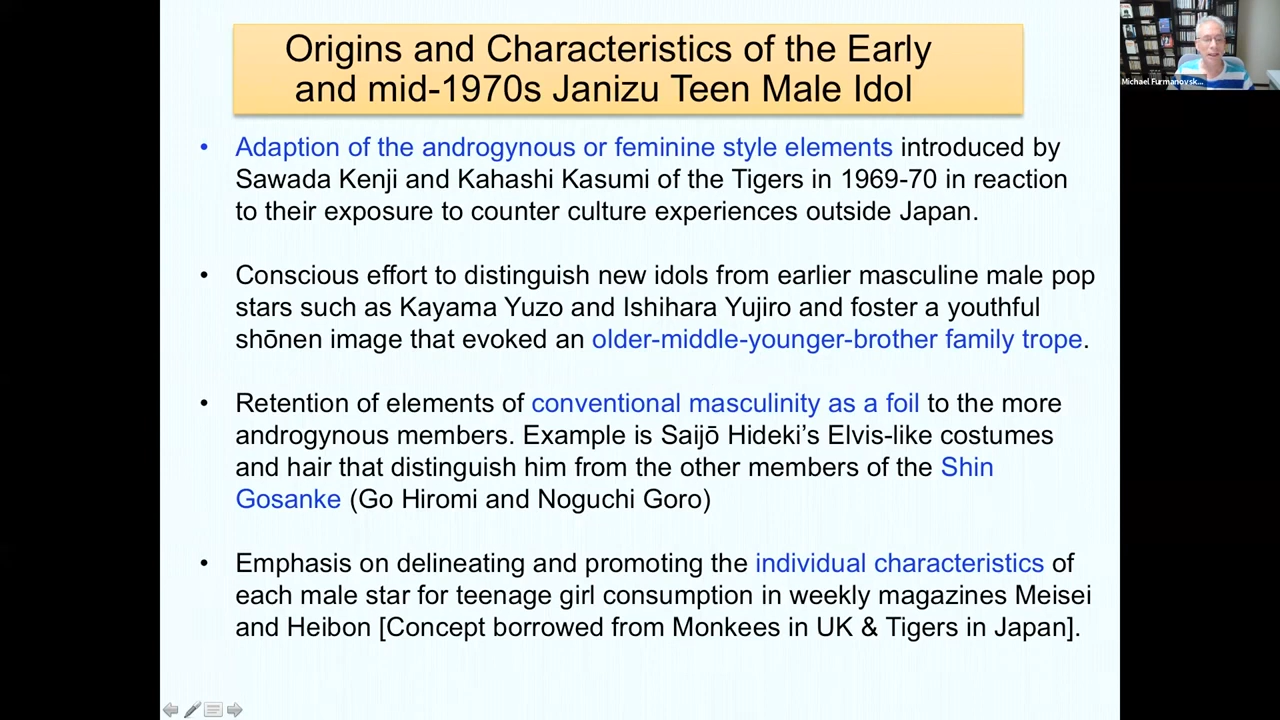 Origins and Characteristics of the Early
and mid-1970s Janizu Teen Male Idol
• Adaption of the androgynous or feminine style elements introduced by
Sawada Kenji and Kahashi Kasumi of the Tigers in 1969-70 in reaction
to their exposure to counter culture experiences outside Japan.
• Conscious effort to distinguish new idols from earlier masculine male pop
stars such as Kayama Yuzo and Ishihara Yujiro and foster a youthful
shōnen image that evoked an older-middle-younger-brother family trope.
• Retention of elements of conventional masculinity as a foil to the more
androgynous members. Example is Saijō Hideki’s Elvis-like costumes
and hair that distinguish him from the other members of the Shin
Gosanke (Go Hiromi and Noguchi Goro)
• Emphasis on delineating and promoting the individual characteristics of
each male star for teenage girl consumption in weekly magazines Meisei
and Heibon [Concept borrowed from Monkees in UK & Tigers in Japan].
Michael Furmanovsk...